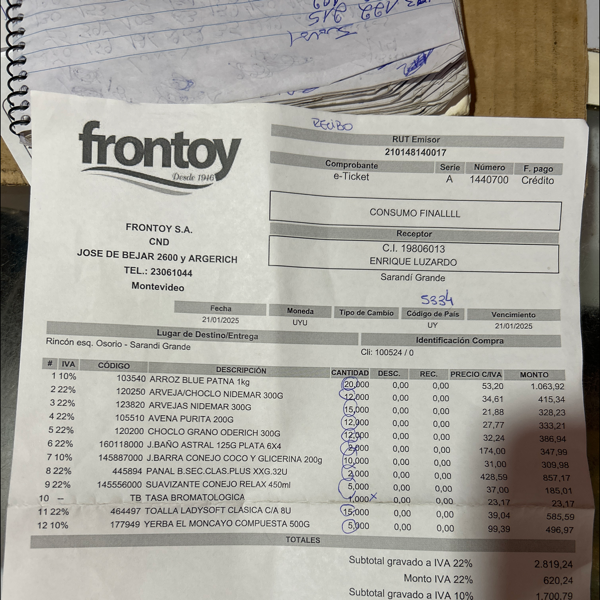 RECIBO
frontoy
Desde 1946
RUT Emisor
210148140017
Comprobante Serie Número F. pago
e-Ticket A 1440700 Crédito
CONSUMO FINALLLL
Receptor
C.I. 19806013
ENRIQUE LUZARDO
Sarandí Grande
FRONTOY S.A.
CND
JOSE DE BEJAR 2600 y ARGERICH
TEL.: 23061044
Montevideo
5334
Fecha Moneda Tipo de Cambio Código de País Vencimiento
21/01/2025 UYU UY 21/01/2025
Lugar de Destino/Entrega Identificación Compra
Rincón esq. Osorio - Sarandi Grande Cli: 100524 / 0
# IVA CÓDIGO DESCRIPCIÓN CANTIDAD DESC. REC. PRECIO C/IVA MONTO
1 10% 103540 ARROZ BLUE PATNA 1kg 20,000 0,00 0,00 53,20 1.063,92
2 22% 120250 ARVEJA/CHOCLO NIDEMAR 300G 12,000 0,00 0,00 34,61 415,34
3 22% 123820 ARVEJAS NIDEMAR 300G 15,000 0,00 0,00 21,88 328,23
4 22% 105510 AVENA PURITA 200G 12,000 0,00 0,00 27,77 333,21
5 22% 120200 CHOCLO GRANO ODERICH 300G 12,000 0,00 0,00 32,24 386,94
6 22% 160118000 J.BAÑO ASTRAL 125G PLATA 6X4 2,000 0,00 0,00 174,00 347,99
7 10% 145887000 J.BARRA CONEJO COCO Y GLICERINA 200g 10,000 0,00 0,00 31,00 309,98
8 22% 445894 PANAL B.SEC.CLAS.PLUS XXG.32U 2,000 0,00 0,00 428,59 857,17
9 22% 145556000 SUAVIZANTE CONEJO RELAX 450ml 5,000 0,00 0,00 37,00 185,01
10 -- TB TASA BROMATOLOGICA 1,000 x 0,00 0,00 23,17 23,17
11 22% 464497 TOALLA LADYSOFT CLASICA C/A 8U 15,000 0,00 0,00 39,04 585,59
12 10% 177949 YERBA EL MONCAYO COMPUESTA 500G 5,000 0,00 0,00 99,39 496,97
TOTALES
Subtotal gravado a IVA 22% 2.819,24
Monto IVA 22% 620,24
Subtotal gravado a IVA 10% 1.700,79